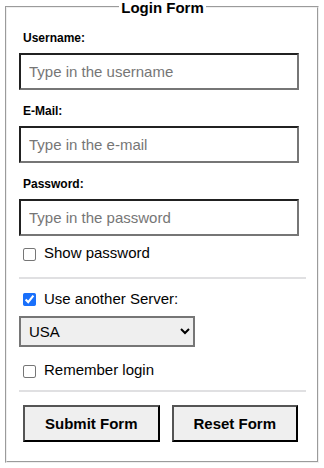 Login Form
Username:
Type in the username
E-Mail:
Type in the e-mail
Password:
Type in the password
Show password
Use another Server:
USA
Remember login
Submit Form Reset Form